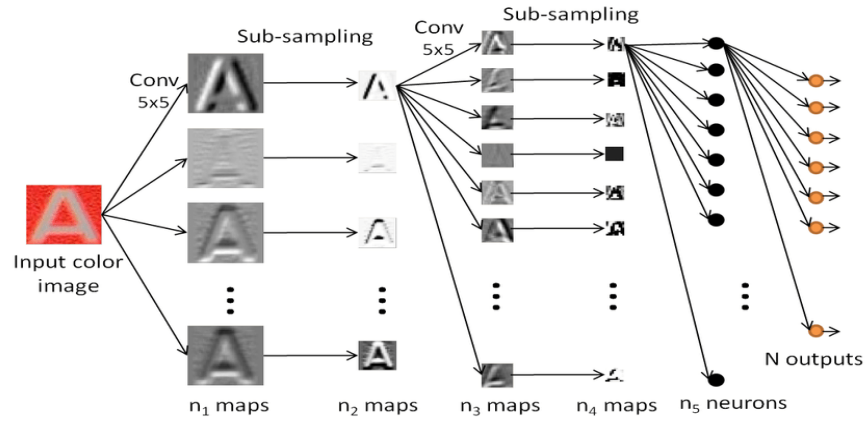 Sub-sampling
Conv
5x5
Sub-sampling
Conv
5x5
A
Input color
image
N outputs
n₁ maps
n₂ maps
n₃ maps
n₄ maps
n₅ neurons